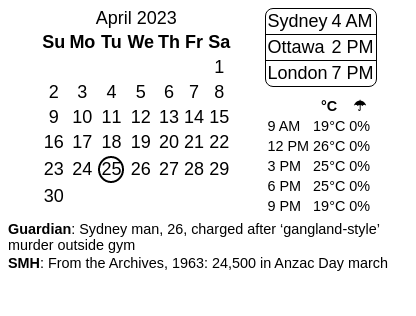 April 2023
Su Mo Tu We Th Fr Sa
1
2 3 4 5 6 7 8
9 10 11 12 13 14 15
16 17 18 19 20 21 22
23 24 25 26 27 28 29
30
Sydney 4 AM
Ottawa 2 PM
London 7 PM
°C ☂
9 AM 19°C 0%
12 PM 26°C 0%
3 PM 25°C 0%
6 PM 25°C 0%
9 PM 19°C 0%
Guardian: Sydney man, 26, charged after ‘gangland-style’
murder outside gym
SMH: From the Archives, 1963: 24,500 in Anzac Day march